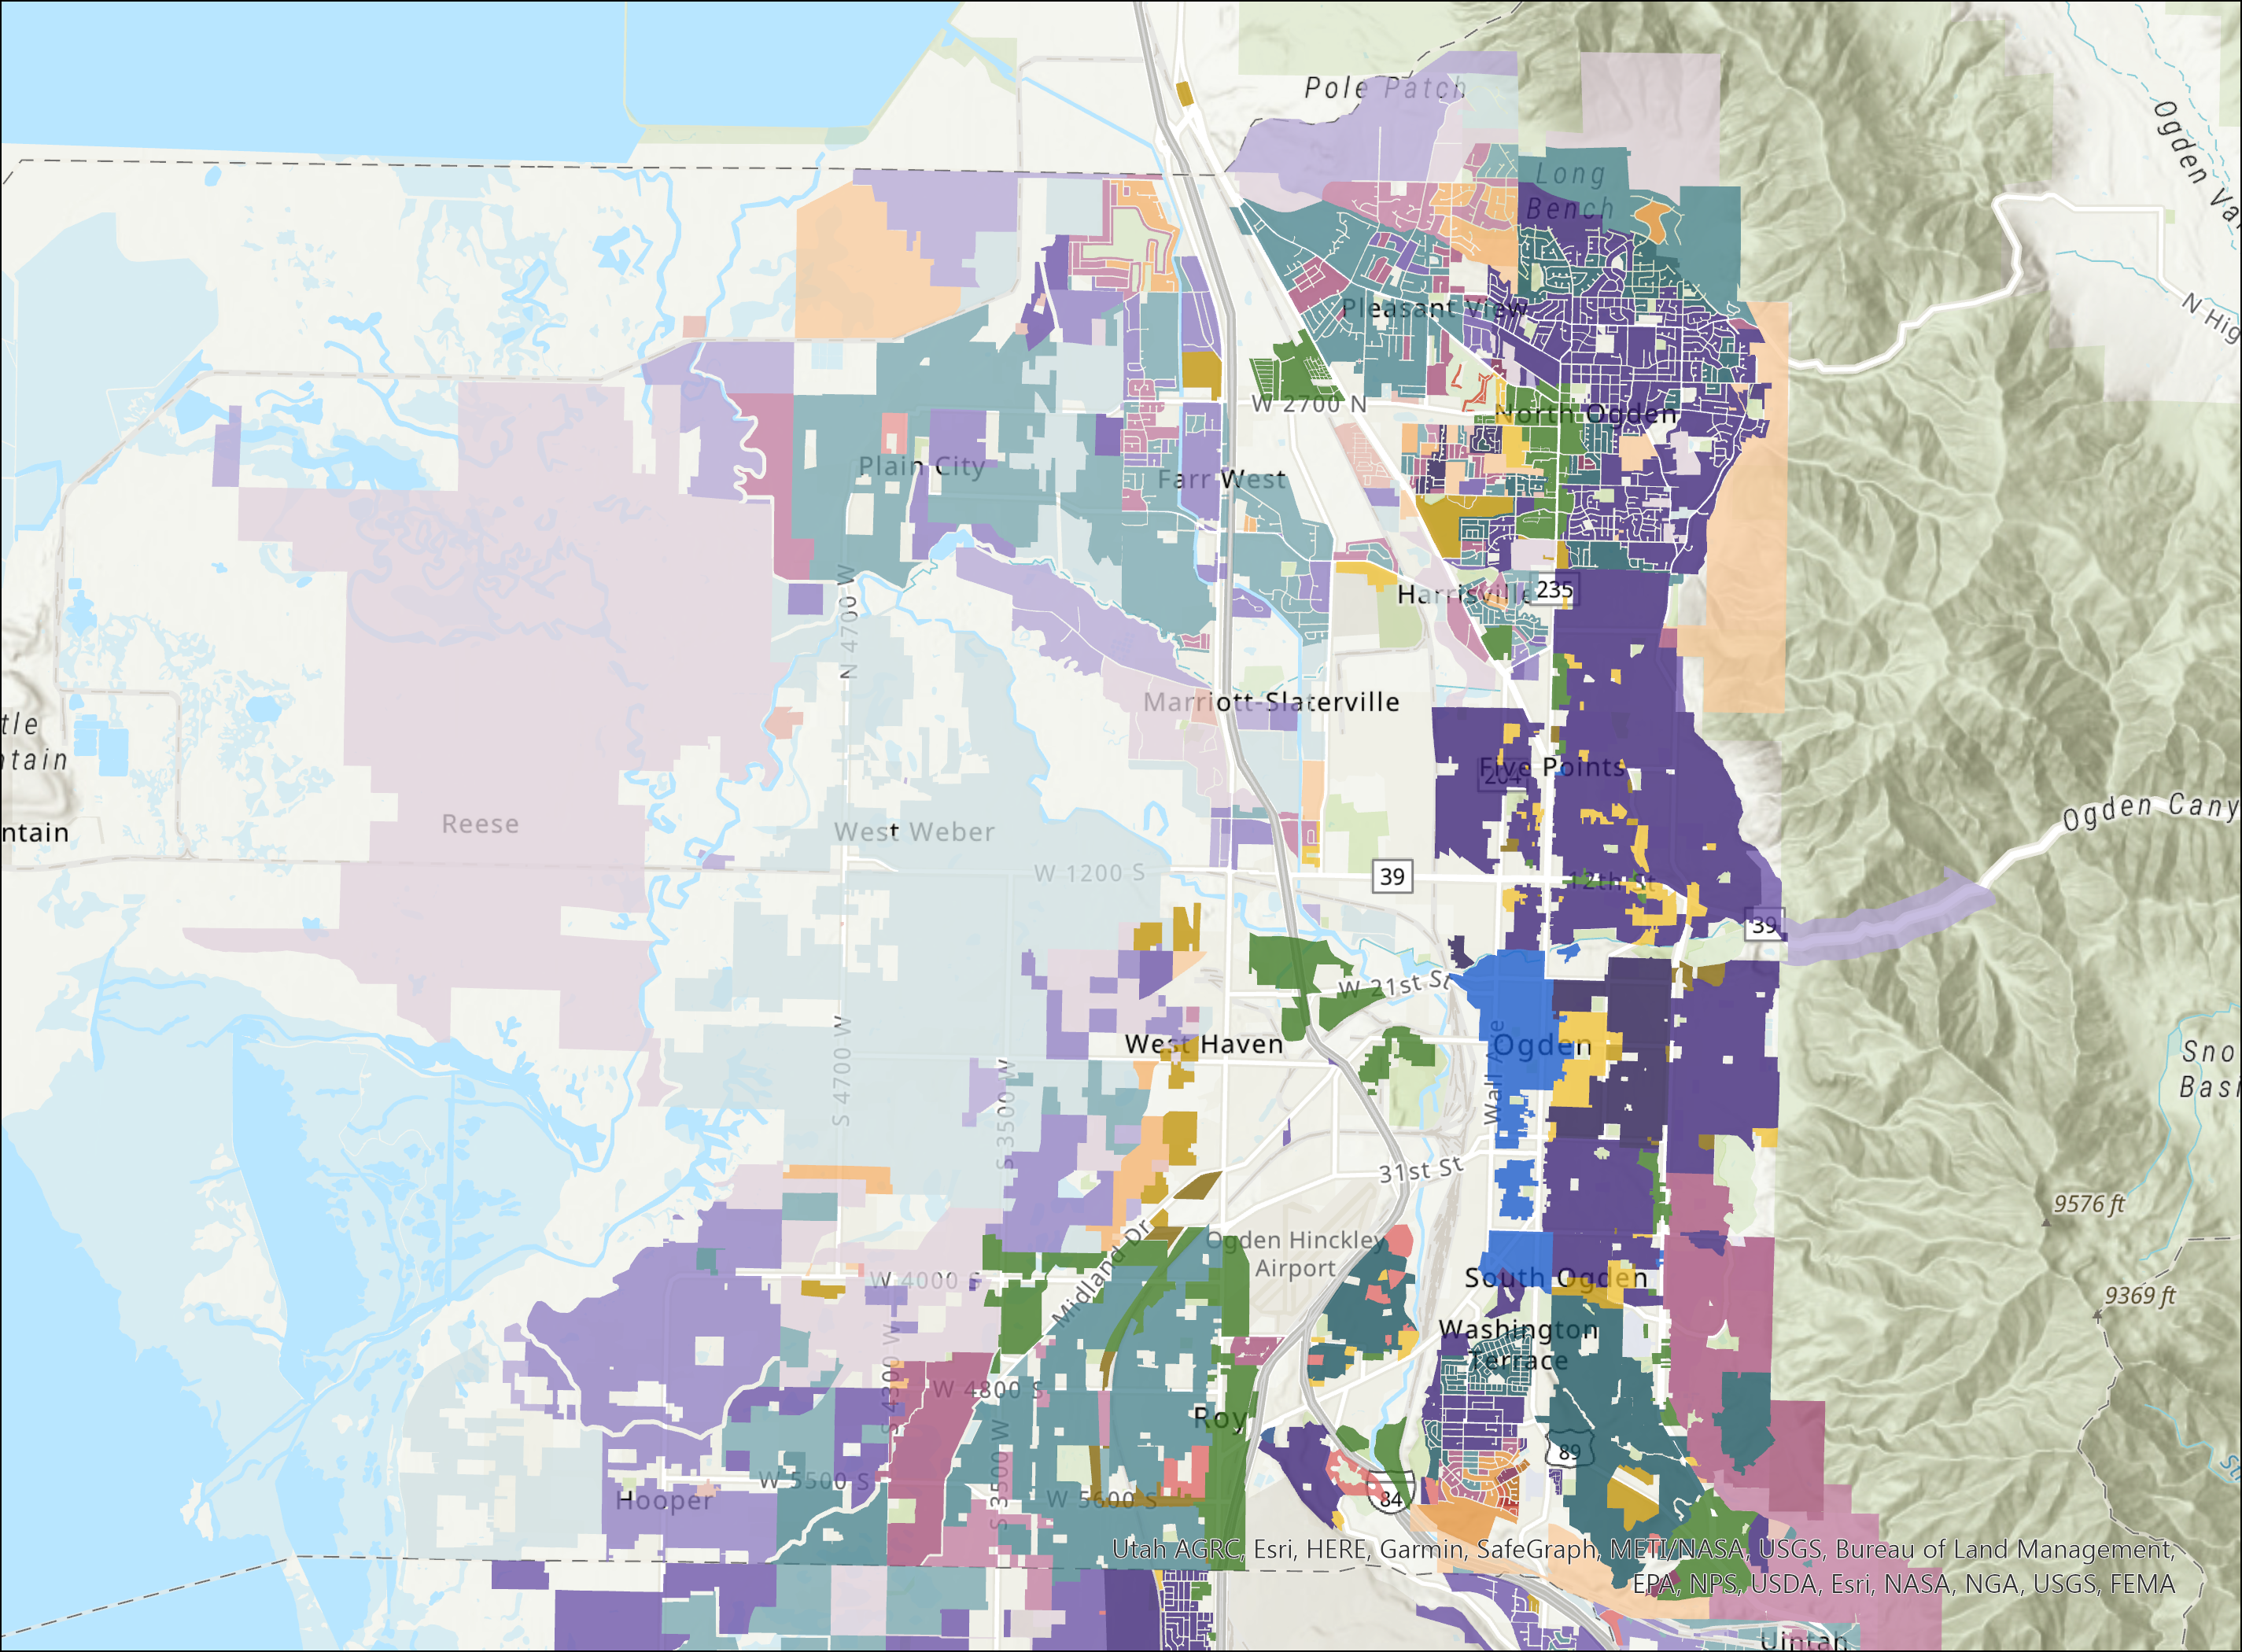 Pole Patch
Ogden Va
Long
Bench
N Hig
Pleasant View
W 2700 N
North Ogden
Plain City
Farr West
N 4700 W
Harrisville
235
Marriott-Slaterville
tle
ntain
Five Points
204
Reese
West Weber
ntain
Ogden Cany
W 1200 S
39
12th St
39
W 21st St
West Haven
Ogden
Wall Ave
S 4700 W
S 3500 W
Sno
Basi
31st St
9576 ft
Ogden Hinckley
Airport
W 4000 S
Midland Dr
South Ogden
9369 ft
Washington
Terrace
S 4300 W
W 4800 S
Roy
S 3500 W
89
W 5500 S
Hooper
W 5600 S
84
Utah AGRC, Esri, HERE, Garmin, SafeGraph, METI/NASA, USGS, Bureau of Land Management,
EPA, NPS, USDA, Esri, NASA, NGA, USGS, FEMA
Uintah